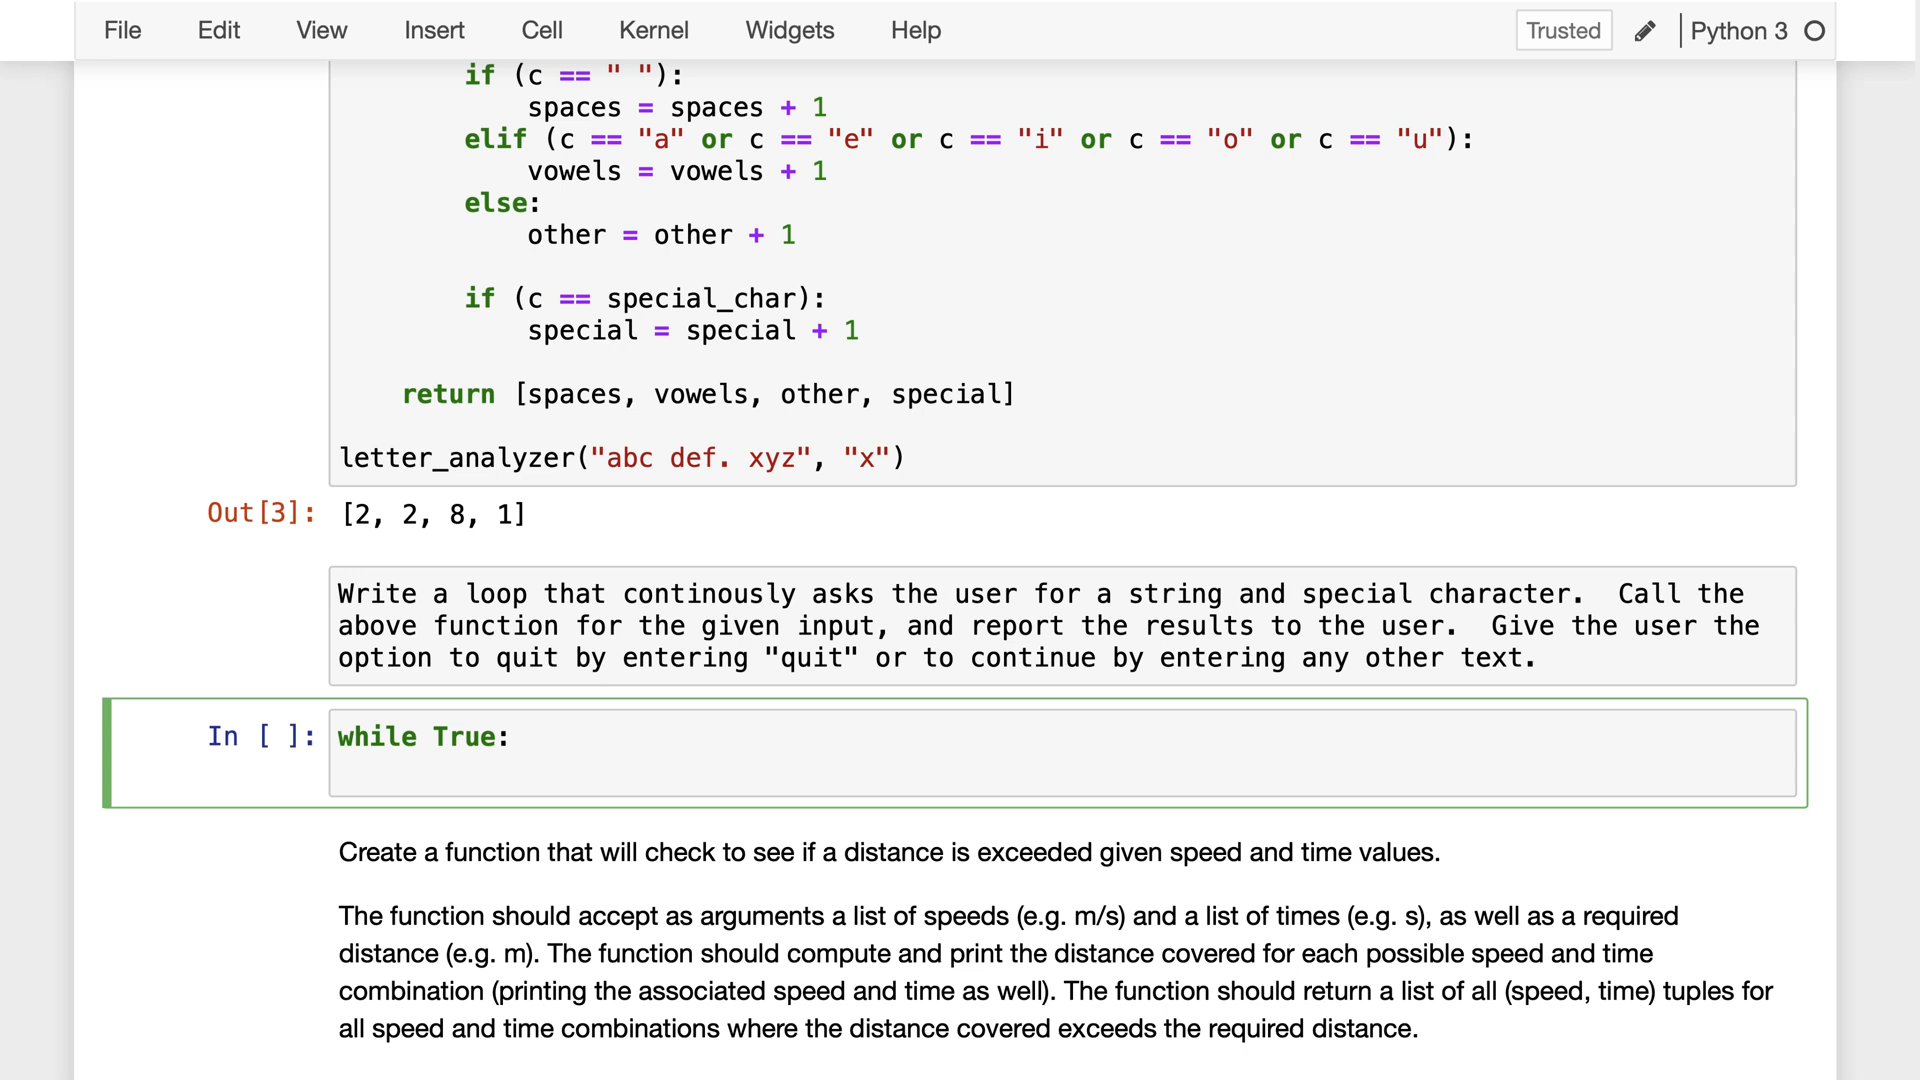 File Edit View Insert Cell Kernel Widgets Help Trusted Python 3
if (c == " "):
spaces = spaces + 1
elif (c == "a" or c == "e" or c == "i" or c == "o" or c == "u"):
vowels = vowels + 1
else:
other = other + 1
if (c == special_char):
special = special + 1
return [spaces, vowels, other, special]
letter_analyzer("abc def. xyz", "x")
Out[3]: [2, 2, 8, 1]
Write a loop that continously asks the user for a string and special character.  Call the
above function for the given input, and report the results to the user.  Give the user the
option to quit by entering "quit" or to continue by entering any other text.
In [ ]: while True:
Create a function that will check to see if a distance is exceeded given speed and time values.
The function should accept as arguments a list of speeds (e.g. m/s) and a list of times (e.g. s), as well as a required
distance (e.g. m). The function should compute and print the distance covered for each possible speed and time
combination (printing the associated speed and time as well). The function should return a list of all (speed, time) tuples for
all speed and time combinations where the distance covered exceeds the required distance.